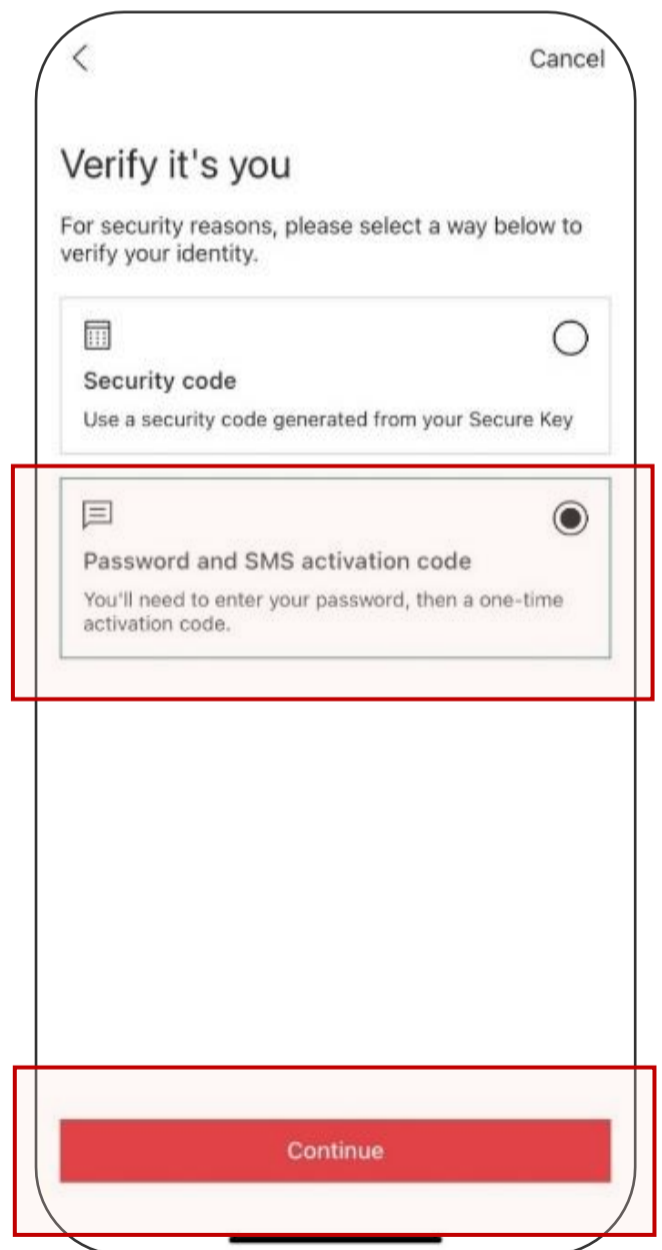 Cancel
Verify it's you
For security reasons, please select a way below to
verify your identity.
Security code
Use a security code generated from your Secure Key
Password and SMS activation code
You'll need to enter your password, then a one-time
activation code.
Continue